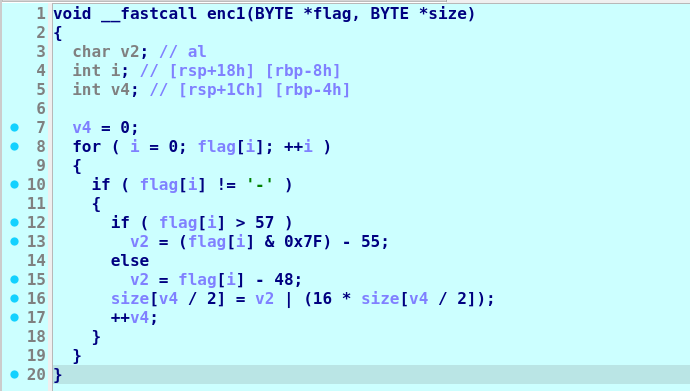 1 void __fastcall enc1(BYTE *flag, BYTE *size)
2 {
3   char v2; // al
4   int i; // [rsp+18h] [rbp-8h]
5   int v4; // [rsp+1Ch] [rbp-4h]
6
7   v4 = 0;
8   for ( i = 0; flag[i]; ++i )
9   {
10     if ( flag[i] != '-' )
11     {
12       if ( flag[i] > 57 )
13         v2 = (flag[i] & 0x7F) - 55;
14       else
15         v2 = flag[i] - 48;
16       size[v4 / 2] = v2 | (16 * size[v4 / 2]);
17       ++v4;
18     }
19   }
20 }